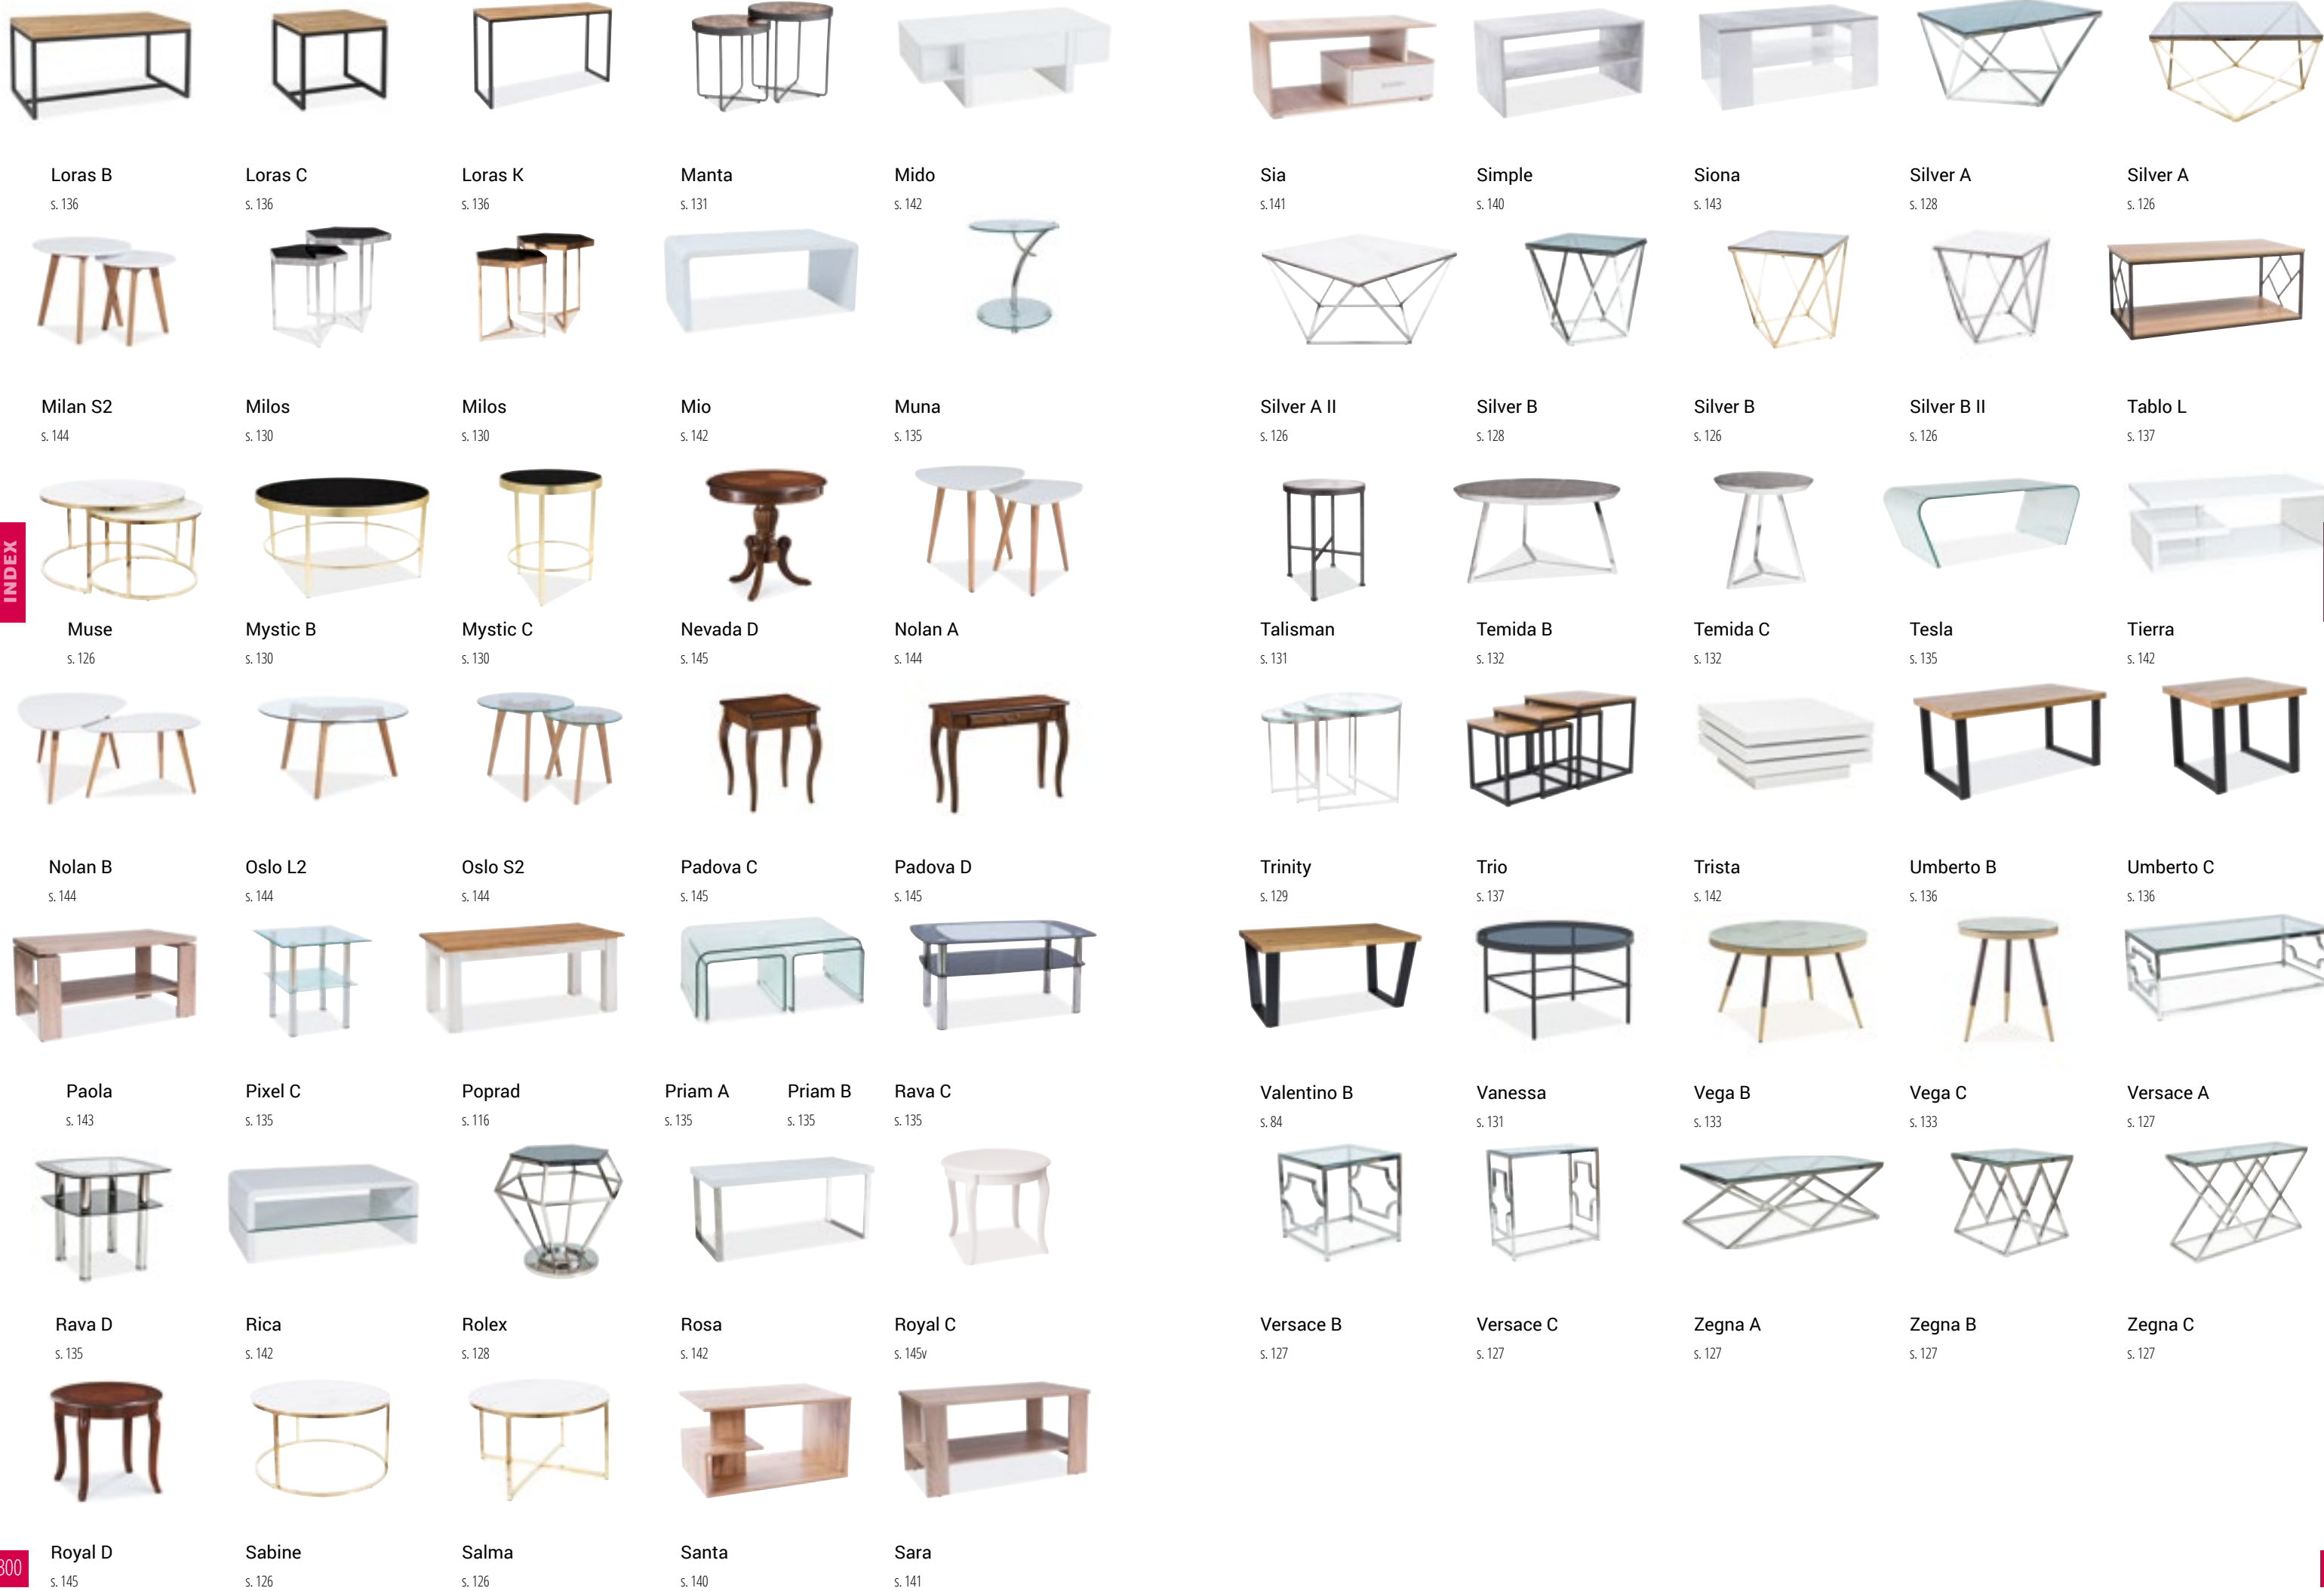 Loras B
s. 136
Loras C
s. 136
Loras K
s. 136
Manta
s. 131
Mido
s. 142
Milan S2
s. 144
Milos
s. 130
Milos
s. 130
Mio
s. 142
Muna
s. 135
INDEX
Muse
s. 126
Mystic B
s. 130
Mystic C
s. 130
Nevada D
s. 145
Nolan A
s. 144
Nolan B
s. 144
Oslo L2
s. 144
Oslo S2
s. 144
Padova C
s. 145
Padova D
s. 145
Paola
s. 143
Pixel C
s. 135
Poprad
s. 116
Priam A
s. 135
Priam B
s. 135
Rava C
s. 135
Rava D
s. 135
Rica
s. 142
Rolex
s. 128
Rosa
s. 142
Royal C
s. 145v
Royal D
s. 145
Sabine
s. 126
Salma
s. 126
Santa
s. 140
Sara
s. 141
300
Sia
s.141
Simple
s. 140
Siona
s. 143
Silver A
s. 128
Silver A
s. 126
Silver A II
s. 126
Silver B
s. 128
Silver B
s. 126
Silver B II
s. 126
Tablo L
s. 137
Talisman
s. 131
Temida B
s. 132
Temida C
s. 132
Tesla
s. 135
Tierra
s. 142
Trinity
s. 129
Trio
s. 137
Trista
s. 142
Umberto B
s. 136
Umberto C
s. 136
Valentino B
s. 84
Vanessa
s. 131
Vega B
s. 133
Vega C
s. 133
Versace A
s. 127
Versace B
s. 127
Versace C
s. 127
Zegna A
s. 127
Zegna B
s. 127
Zegna C
s. 127